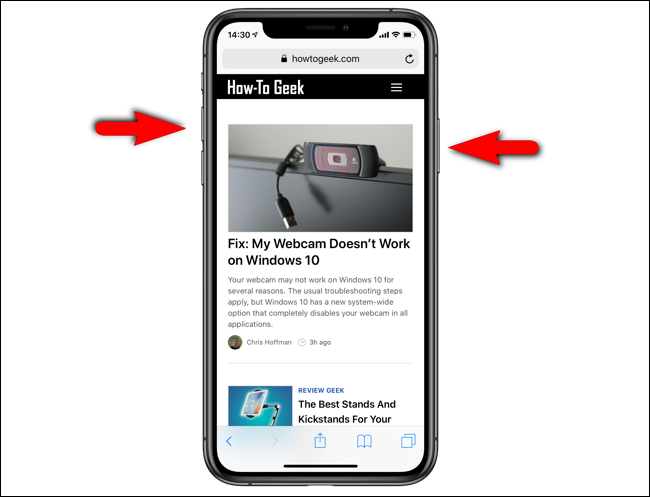 14:30
howtogeek.com
How-To Geek
Fix: My Webcam Doesn’t Work
on Windows 10
Your webcam may not work on Windows 10 for
several reasons. The usual troubleshooting steps
apply, but Windows 10 has a new system-wide
option that completely disables your webcam in all
applications.
Chris Hoffman 3h ago
REVIEW GEEK
The Best Stands And
Kickstands For Your